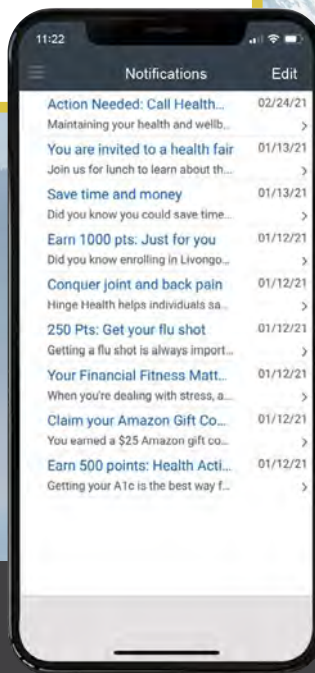 11:22
Notifications
Edit
Action Needed: Call Health... 02/24/21
Maintaining your health and wellb... >
You are invited to a health fair 01/13/21
Join us for lunch to learn about th... >
Save time and money 01/13/21
Did you know you could save time... >
Earn 1000 pts: Just for you 01/12/21
Did you know enrolling in Livongo... >
Conquer joint and back pain 01/12/21
Hinge Health helps individuals sa... >
250 Pts: Get your flu shot 01/12/21
Getting a flu shot is always import... >
Your Financial Fitness Matt... 01/12/21
When you're dealing with stress, a... >
Claim your Amazon Gift Co... 01/12/21
You earned a $25 Amazon gift co... >
Earn 500 points: Health Acti... 01/12/21
Getting your A1c is the best way f... >